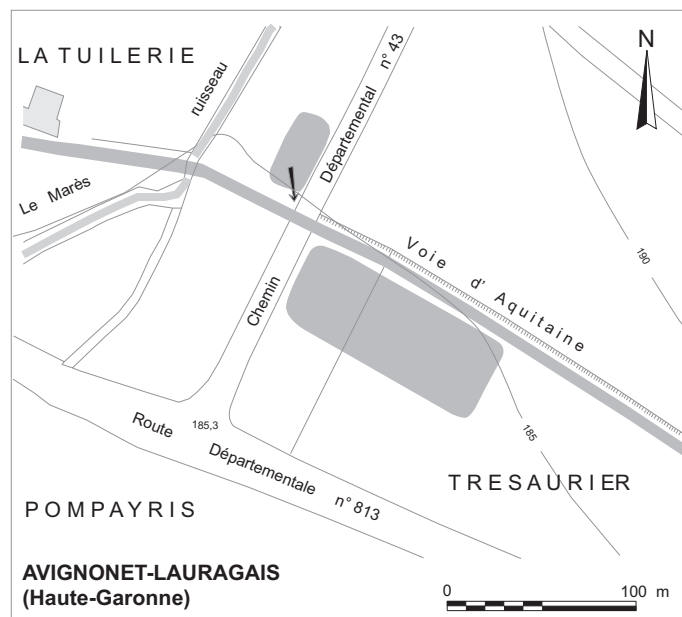 LA TUILERIE
ruisseau
Chemin Départemental n° 43
N
Le Marès
Voie d' Aquitaine
190
185
Route Départementale n° 813
185,3
TRESAURIER
POMPAYRIS
AVIGNONET-LAURAGAIS
(Haute-Garonne)
0 100 m